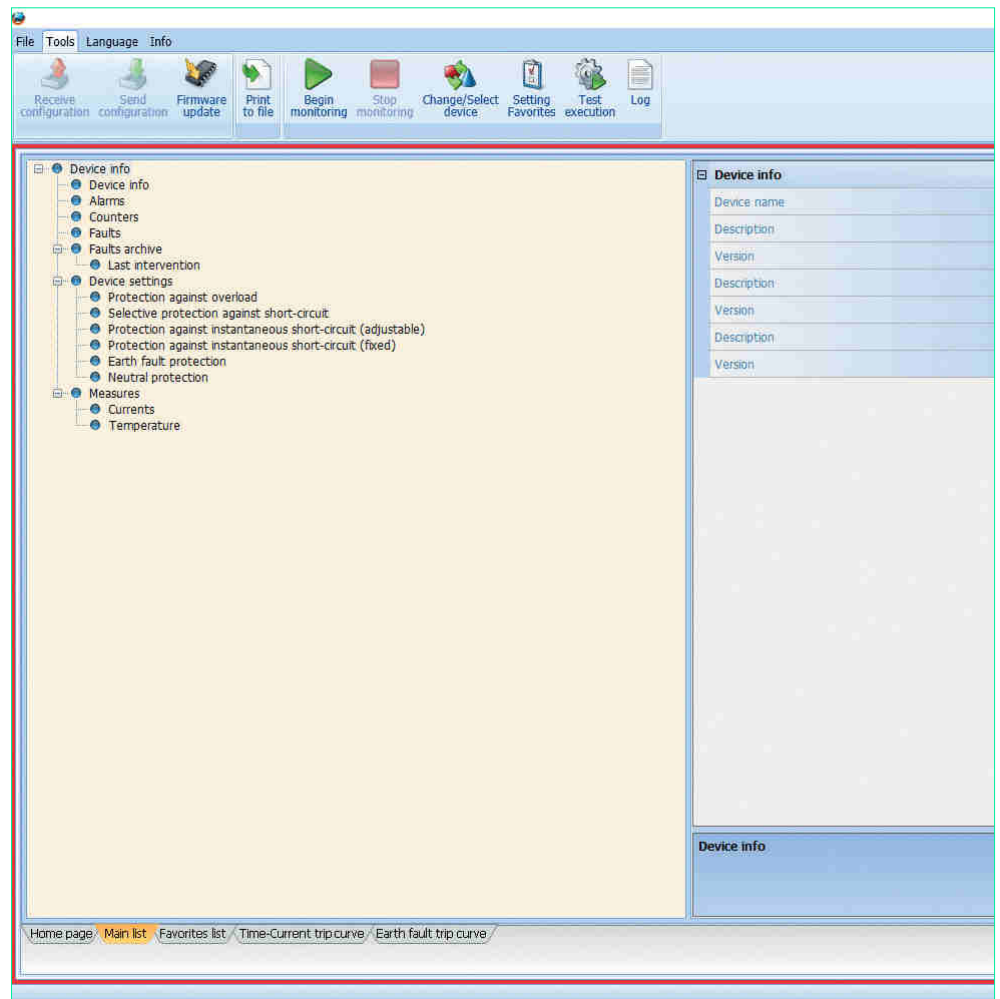 File Tools Language Info
Receive configuration
Send configuration
Firmware update
Print to file
Begin monitoring
Stop monitoring
Change/Select device
Setting Favorites
Test execution
Log
Device info
Device info
Alarms
Counters
Faults
Faults archive
Last intervention
Device settings
Protection against overload
Selective protection against short-circuit
Protection against instantaneous short-circuit (adjustable)
Protection against instantaneous short-circuit (fixed)
Earth fault protection
Neutral protection
Measures
Currents
Temperature
Device info
Device name
Description
Version
Description
Version
Description
Version
Device info
Home page Main list Favorites list Time-Current trip curve Earth fault trip curve